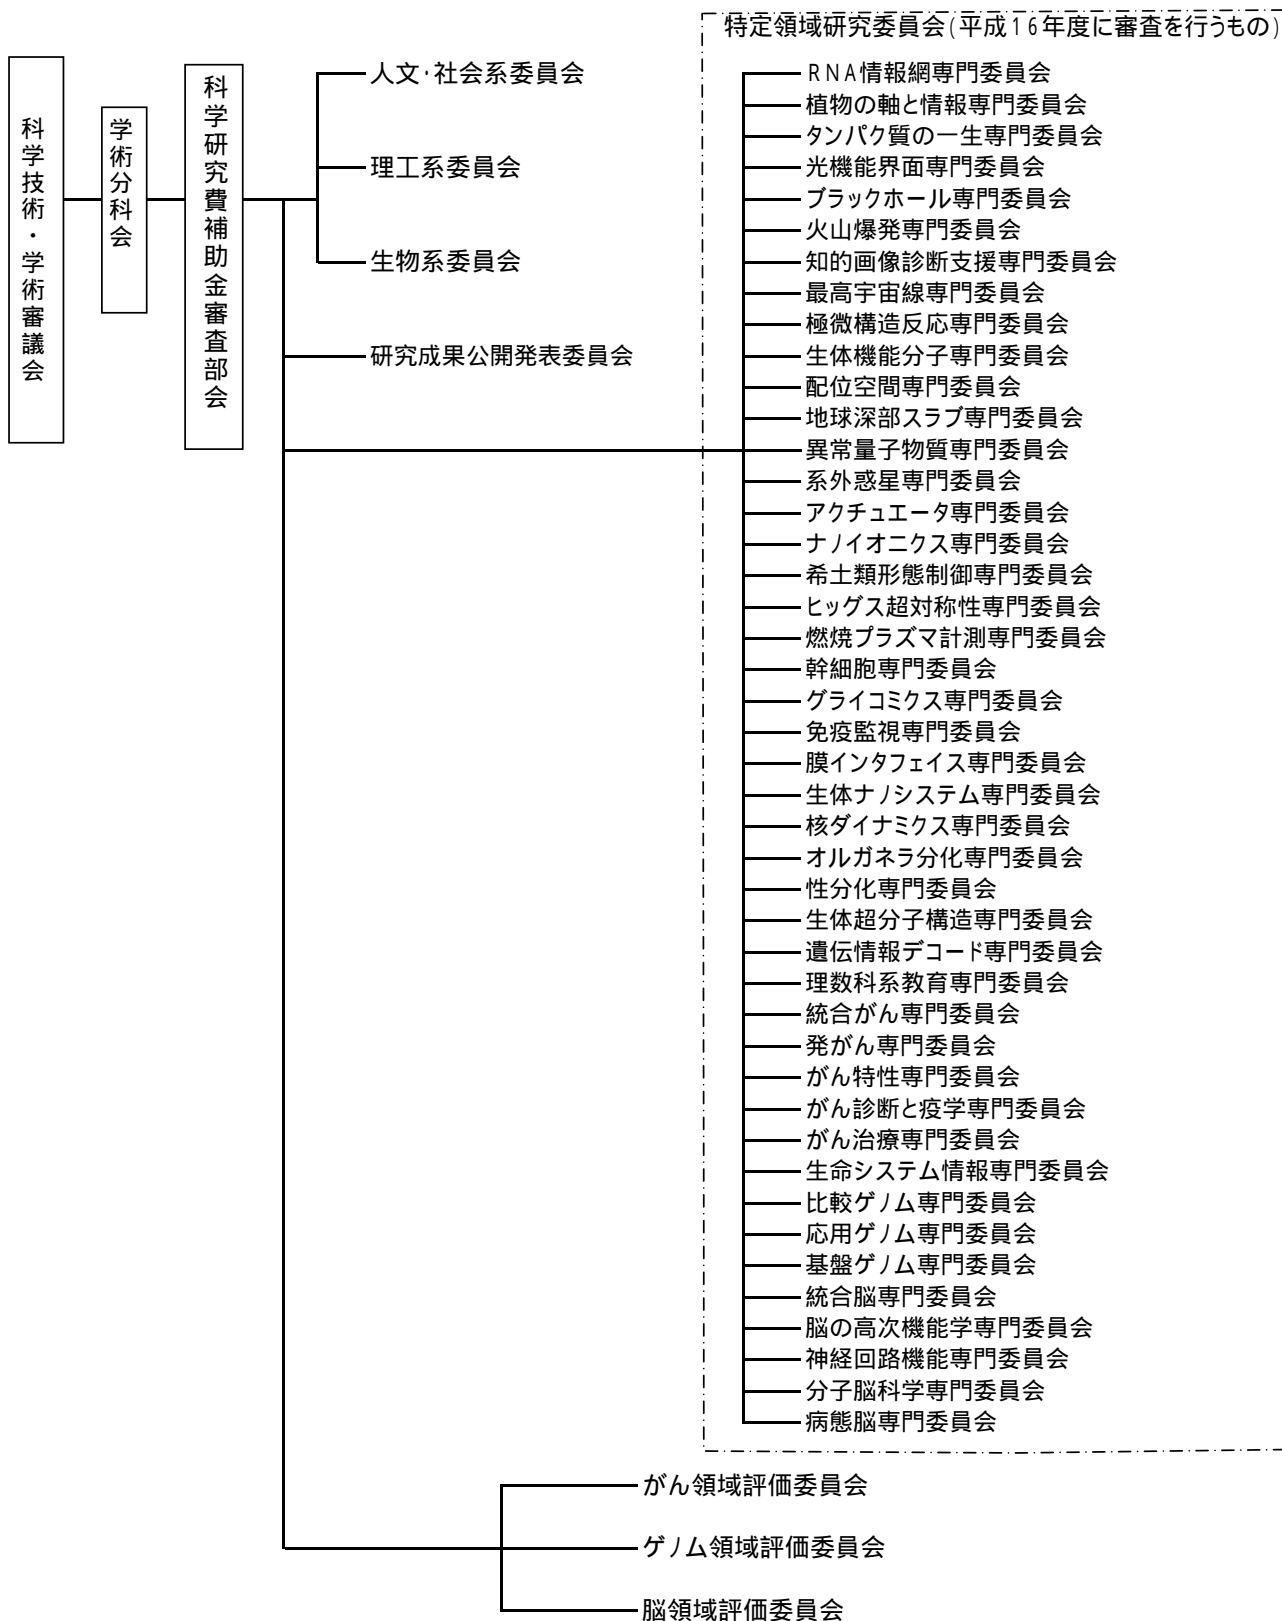 科学技術・学術審議会
学術分科会
科学研究費補助金審査部会
人文・社会系委員会
理工系委員会
生物系委員会
研究成果公開発表委員会
特定領域研究委員会(平成16年度に審査を行うもの)
RNA情報網専門委員会
植物の軸と情報専門委員会
タンパク質の一生専門委員会
光機能界面専門委員会
ブラックホール専門委員会
火山爆発専門委員会
知的画像診断支援専門委員会
最高宇宙線専門委員会
極微構造反応専門委員会
生体機能分子専門委員会
配位空間専門委員会
地球深部スラブ専門委員会
異常量子物質専門委員会
系外惑星専門委員会
アクチュエータ専門委員会
ナノイオニクス専門委員会
希土類形態制御専門委員会
ヒッグス超対称性専門委員会
燃焼プラズマ計測専門委員会
幹細胞専門委員会
グライコミクス専門委員会
免疫監視専門委員会
膜インタフェイス専門委員会
生体ナノシステム専門委員会
核ダイナミクス専門委員会
オルガネラ分化専門委員会
性分化専門委員会
生体超分子構造専門委員会
遺伝情報デコード専門委員会
理数科系教育専門委員会
統合がん専門委員会
発がん専門委員会
がん特性専門委員会
がん診断と疫学専門委員会
がん治療専門委員会
生命システム情報専門委員会
比較ゲノム専門委員会
応用ゲノム専門委員会
基盤ゲノム専門委員会
統合脳専門委員会
脳の高次機能学専門委員会
神経回路機能専門委員会
分子脳科学専門委員会
病態脳専門委員会
がん領域評価委員会
ゲノム領域評価委員会
脳領域評価委員会